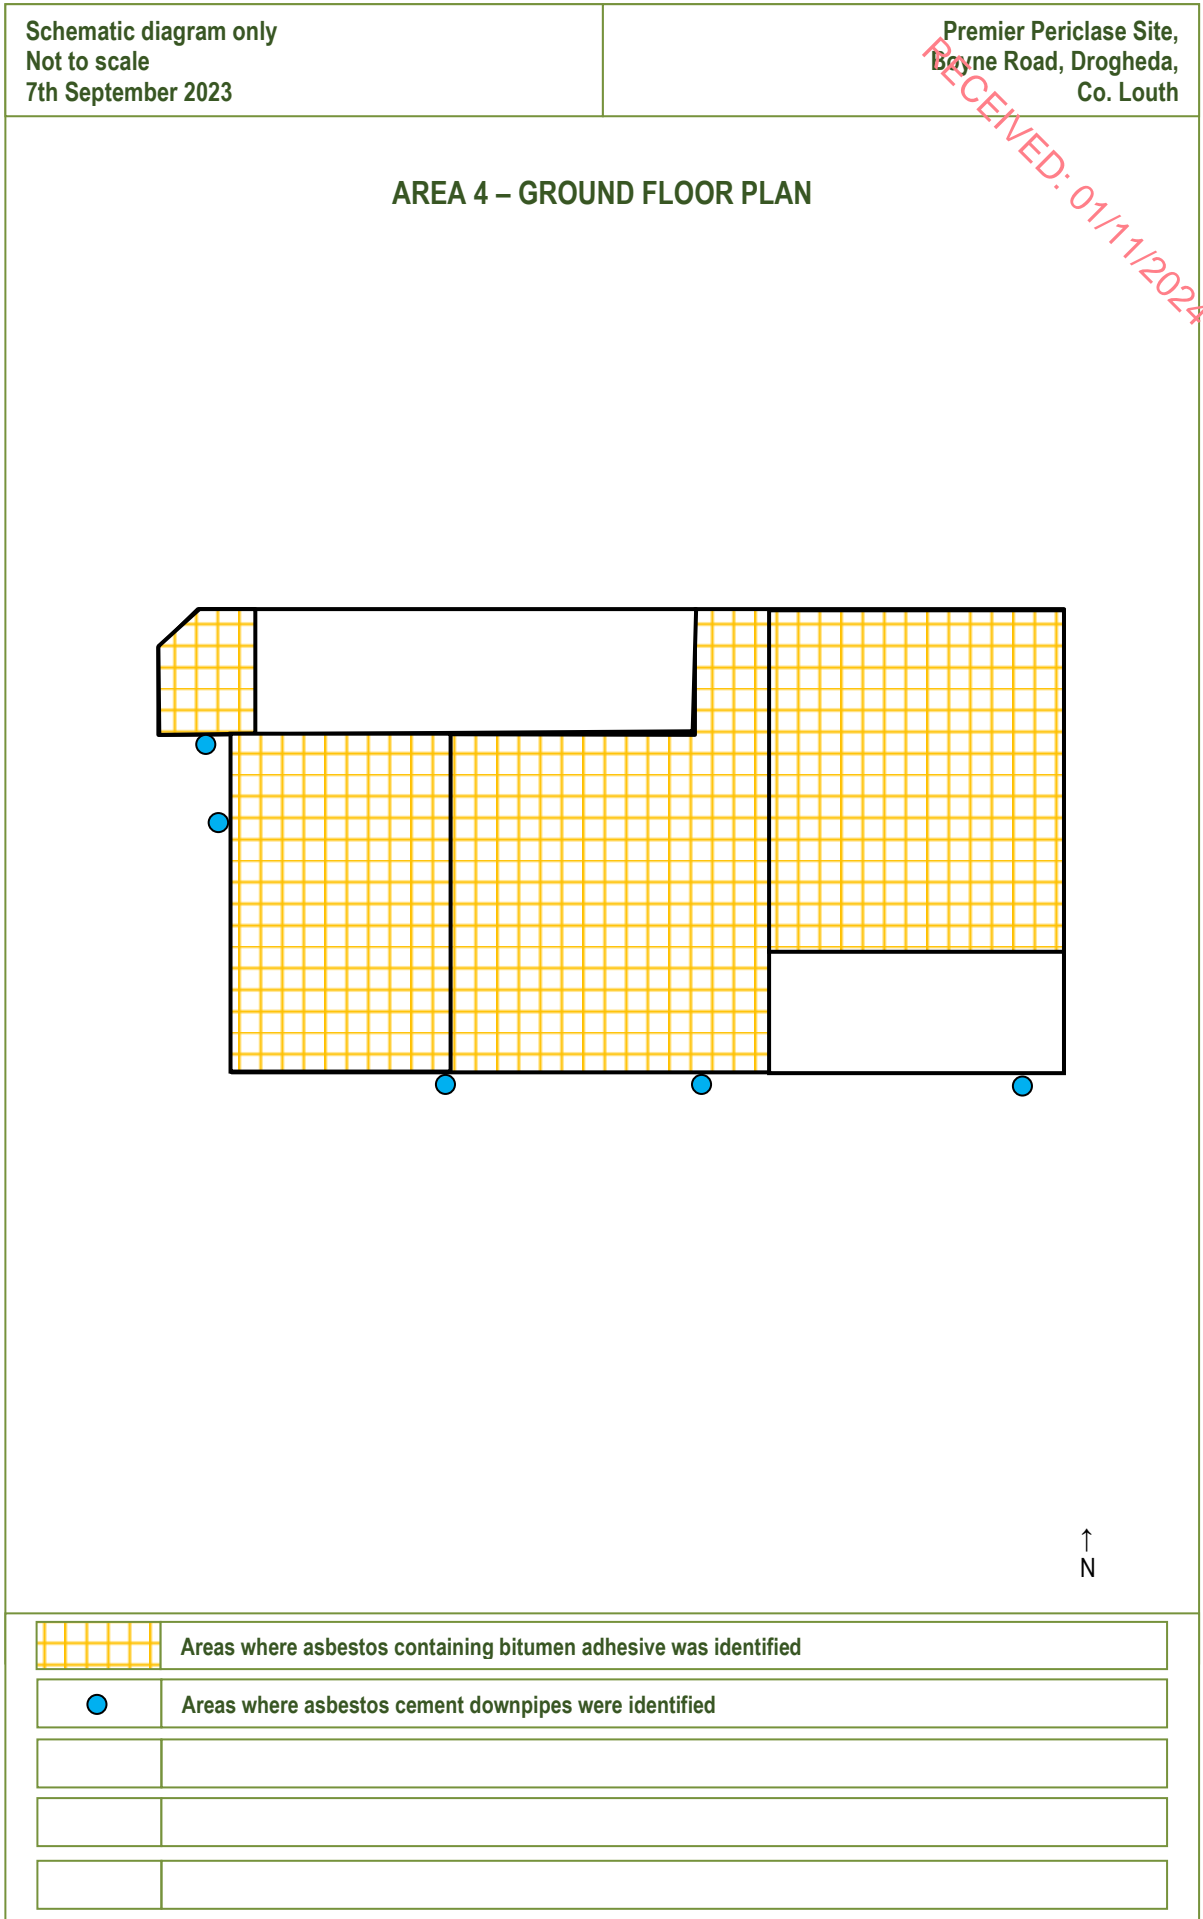 Schematic diagram only
Not to scale
7th September 2023
Premier Periclase Site,
Boyne Road, Drogheda,
Co. Louth
RECEIVED: 01/11/2024
AREA 4 – GROUND FLOOR PLAN
↑
N
Areas where asbestos containing bitumen adhesive was identified
Areas where asbestos cement downpipes were identified